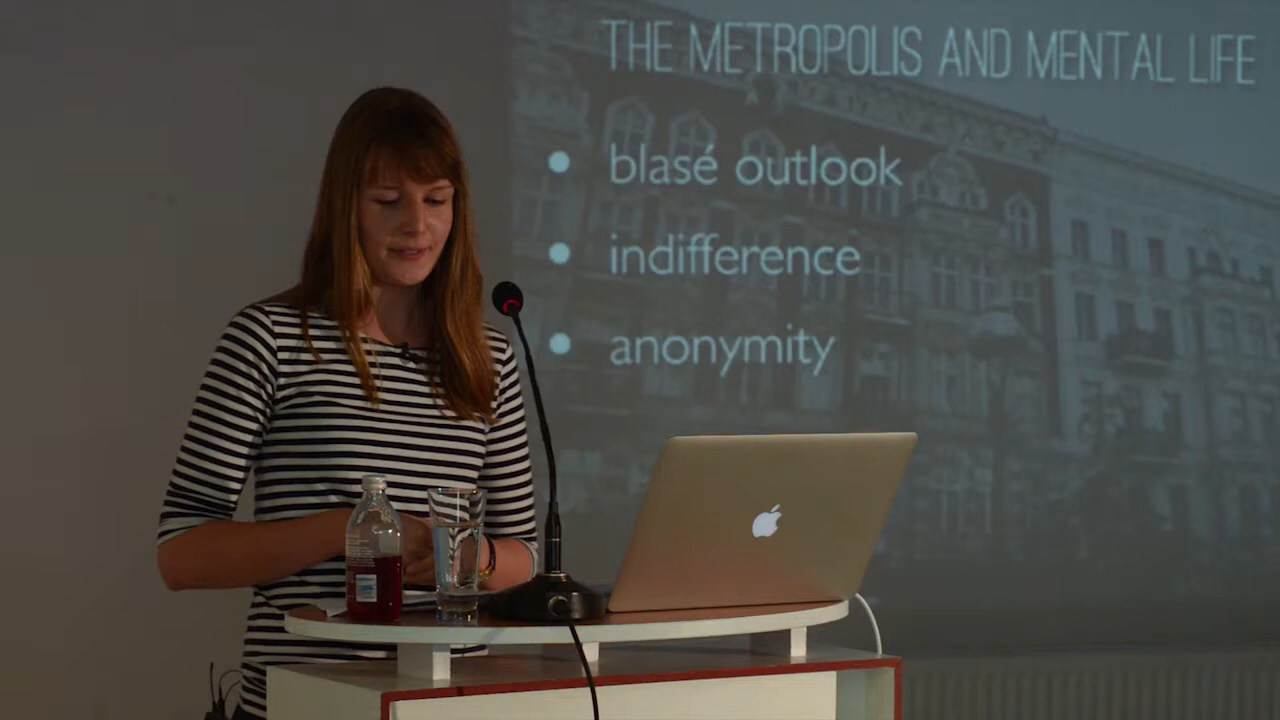 THE METROPOLIS AND MENTAL LIFE
blasé outlook
indifference
anonymity